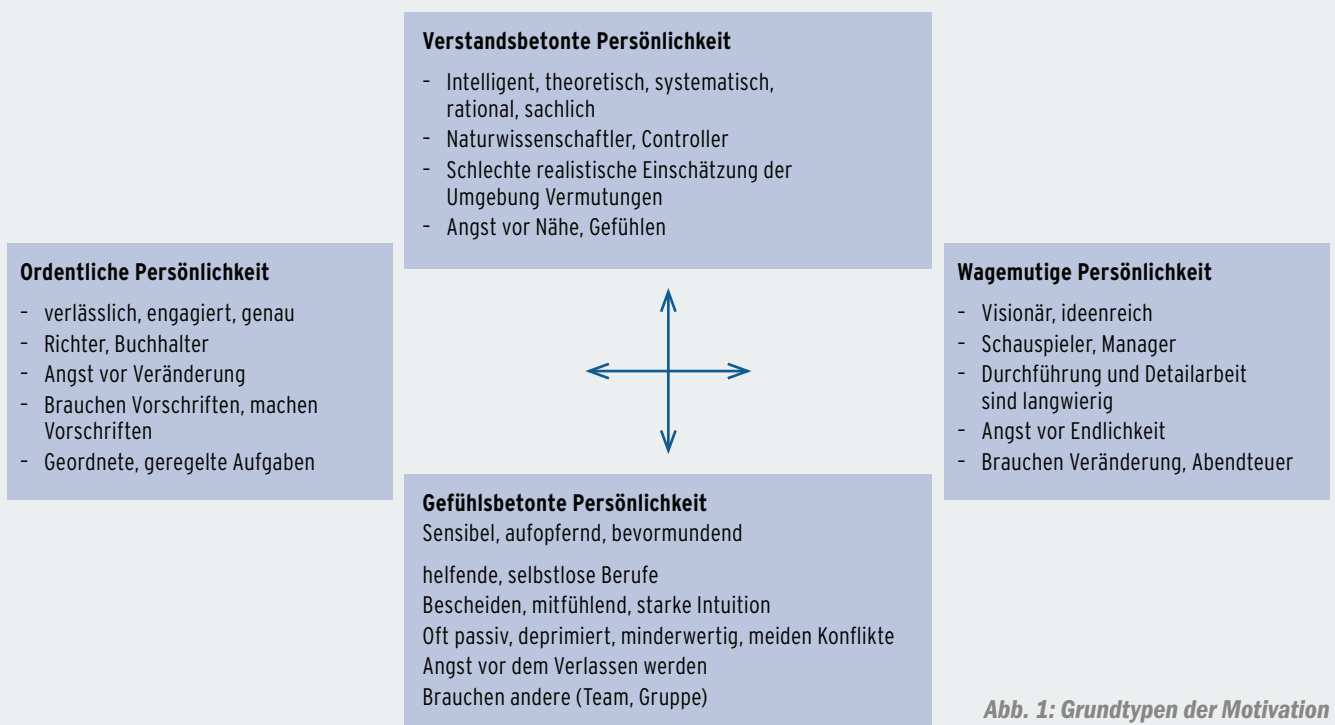 Verstandsbetonte Persönlichkeit
- Intelligent, theoretisch, systematisch,
rational, sachlich
- Naturwissenschaftler, Controller
- Schlechte realistische Einschätzung der
Umgebung Vermutungen
- Angst vor Nähe, Gefühlen
Ordentliche Persönlichkeit
- verlässlich, engagiert, genau
- Richter, Buchhalter
- Angst vor Veränderung
- Brauchen Vorschriften, machen
Vorschriften
- Geordnete, geregelte Aufgaben
Wagemutige Persönlichkeit
- Visionär, ideenreich
- Schauspieler, Manager
- Durchführung und Detailarbeit
sind langwierig
- Angst vor Endlichkeit
- Brauchen Veränderung, Abendteuer
Gefühlsbetonte Persönlichkeit
Sensibel, aufopfernd, bevormundend
helfende, selbstlose Berufe
Bescheiden, mitfühlend, starke Intuition
Oft passiv, deprimiert, minderwertig, meiden Konflikte
Angst vor dem Verlassen werden
Brauchen andere (Team, Gruppe)
Abb. 1: Grundtypen der Motivation